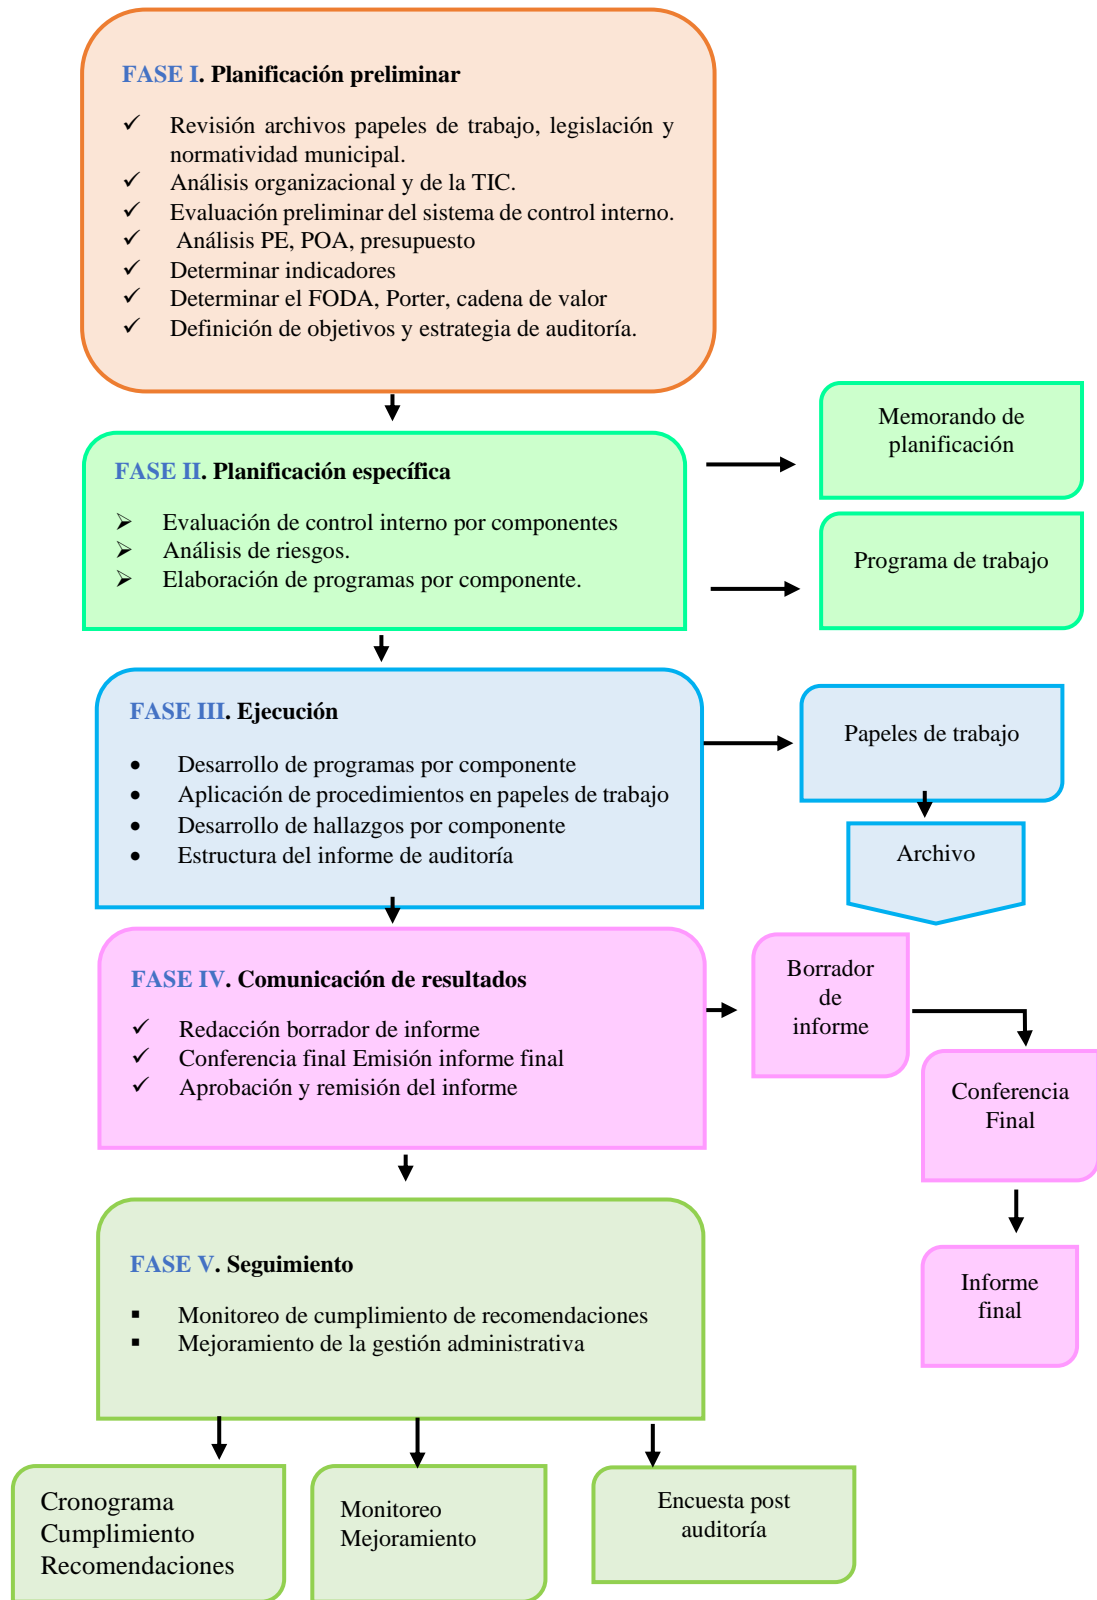 FASE I. Planificación preliminar
✓ Revisión archivos papeles de trabajo, legislación y
normatividad municipal.
✓ Análisis organizacional y de la TIC.
✓ Evaluación preliminar del sistema de control interno.
✓ Análisis PE, POA, presupuesto
✓ Determinar indicadores
✓ Determinar el FODA, Porter, cadena de valor
✓ Definición de objetivos y estrategia de auditoría.
Memorando de
planificación
FASE II. Planificación específica
➢ Evaluación de control interno por componentes
➢ Análisis de riesgos.
➢ Elaboración de programas por componente.
Programa de trabajo
FASE III. Ejecución
• Desarrollo de programas por componente
• Aplicación de procedimientos en papeles de trabajo
• Desarrollo de hallazgos por componente
• Estructura del informe de auditoría
Papeles de trabajo
Archivo
FASE IV. Comunicación de resultados
✓ Redacción borrador de informe
✓ Conferencia final Emisión informe final
✓ Aprobación y remisión del informe
Borrador
de
informe
Conferencia
Final
Informe
final
FASE V. Seguimiento
▪ Monitoreo de cumplimiento de recomendaciones
▪ Mejoramiento de la gestión administrativa
Cronograma
Cumplimiento
Recomendaciones
Monitoreo
Mejoramiento
Encuesta post
auditoría